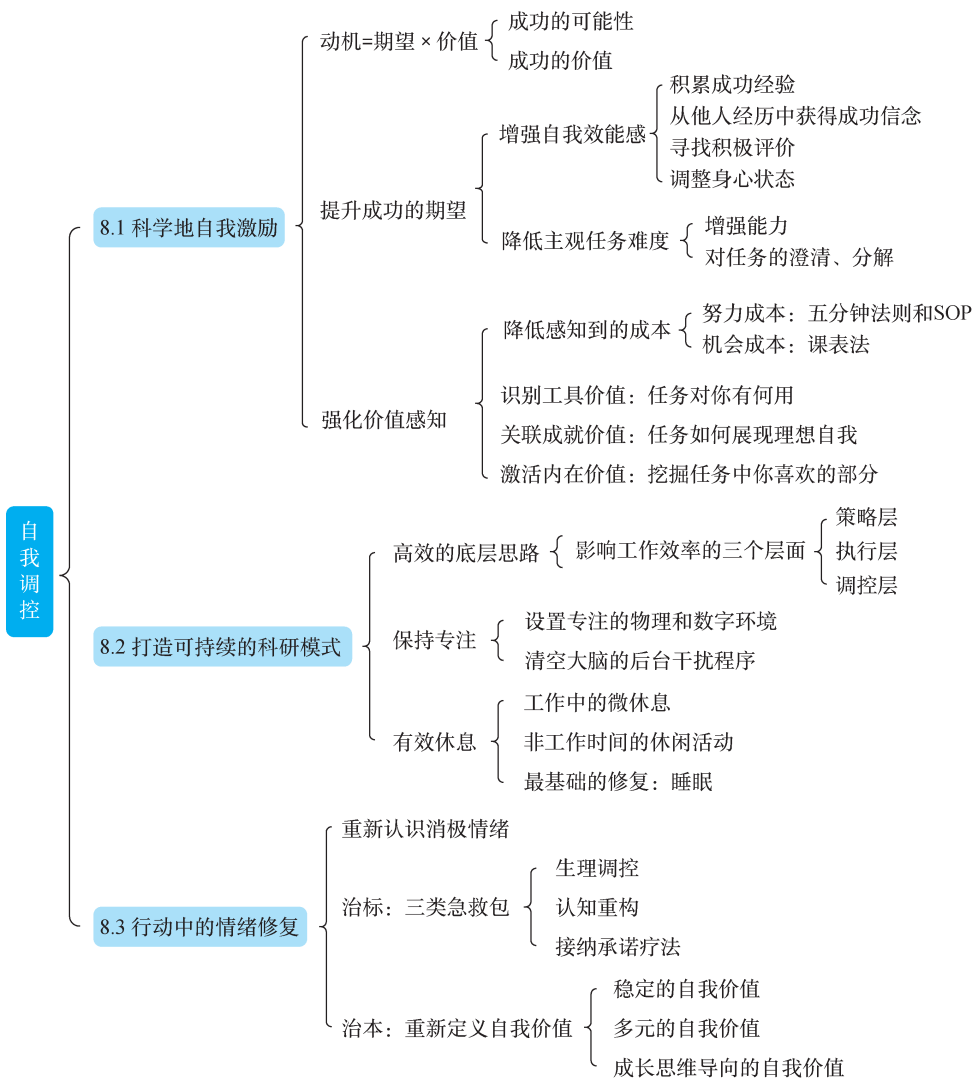 自我调控
8.1 科学地自我激励
动机=期望 × 价值
成功的可能性
成功的价值
提升成功的期望
增强自我效能感
积累成功经验
从他人经历中获得成功信念
寻找积极评价
调整身心状态
降低主观任务难度
增强能力
对任务的澄清、分解
强化价值感知
降低感知到的成本
努力成本：五分钟法则和SOP
机会成本：课表法
识别工具价值：任务对你有何用
关联成就价值：任务如何展现理想自我
激活内在价值：挖掘任务中你喜欢的部分
8.2 打造可持续的科研模式
高效的底层思路
影响工作效率的三个层面
策略层
执行层
调控层
保持专注
设置专注的物理和数字环境
清空大脑的后台干扰程序
有效休息
工作中的微休息
非工作时间的休闲活动
最基础的修复：睡眠
8.3 行动中的情绪修复
重新认识消极情绪
治标：三类急救包
生理调控
认知重构
接纳承诺疗法
治本：重新定义自我价值
稳定的自我价值
多元的自我价值
成长思维导向的自我价值